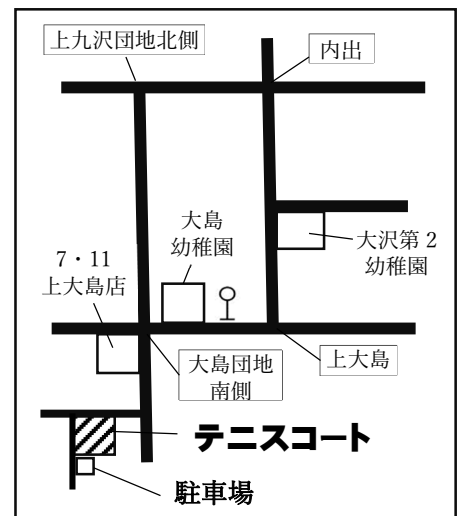 上九沢団地北側
内出
大島
幼稚園
大沢第2
幼稚園
7・11
上大島店
大島団地
南側
上大島
テニスコート
駐車場